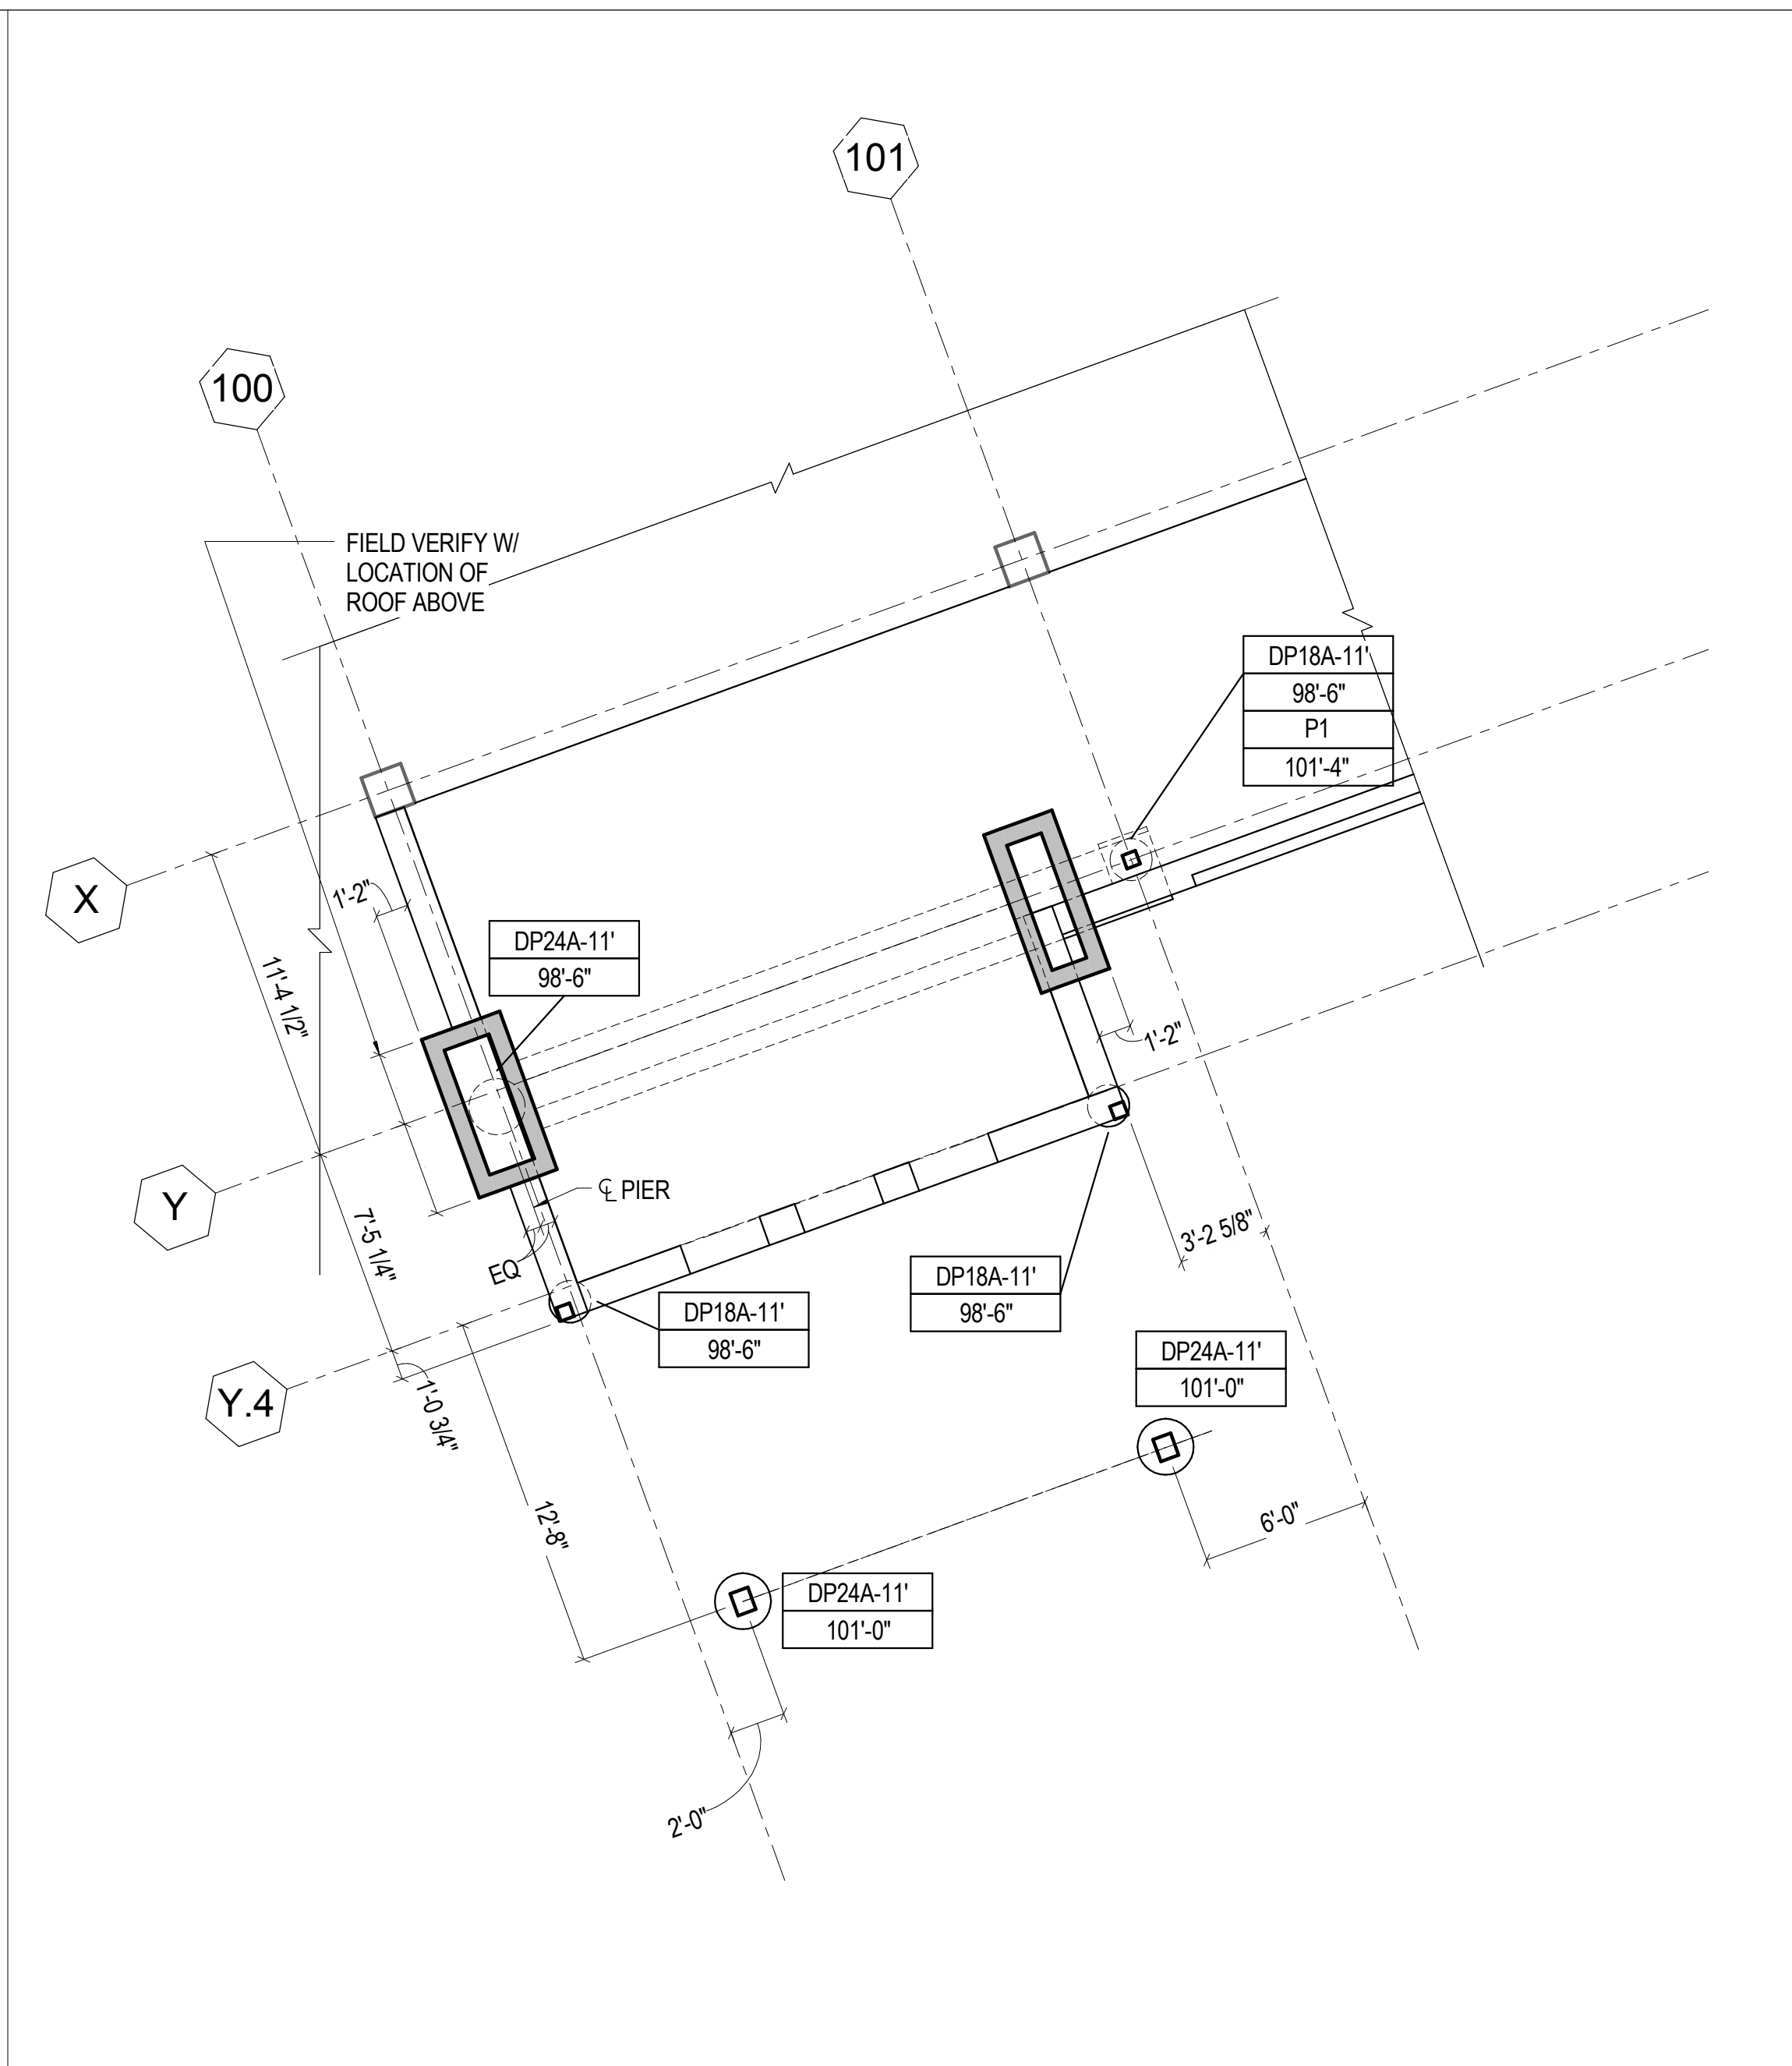 101
100
FIELD VERIFY W/
LOCATION OF
ROOF ABOVE
DP18A-11'
98'-6"
P1
101'-4"
X
1'-2"
DP24A-11'
98'-6"
11'-4 1/2"
1'-2"
Y
℄ PIER
7'-5 1/4"
EQ
3'-2 5/8"
DP18A-11'
98'-6"
DP18A-11'
98'-6"
DP24A-11'
101'-0"
Y.4
1'-0 3/4"
12'-8"
6'-0"
DP24A-11'
101'-0"
2'-0"